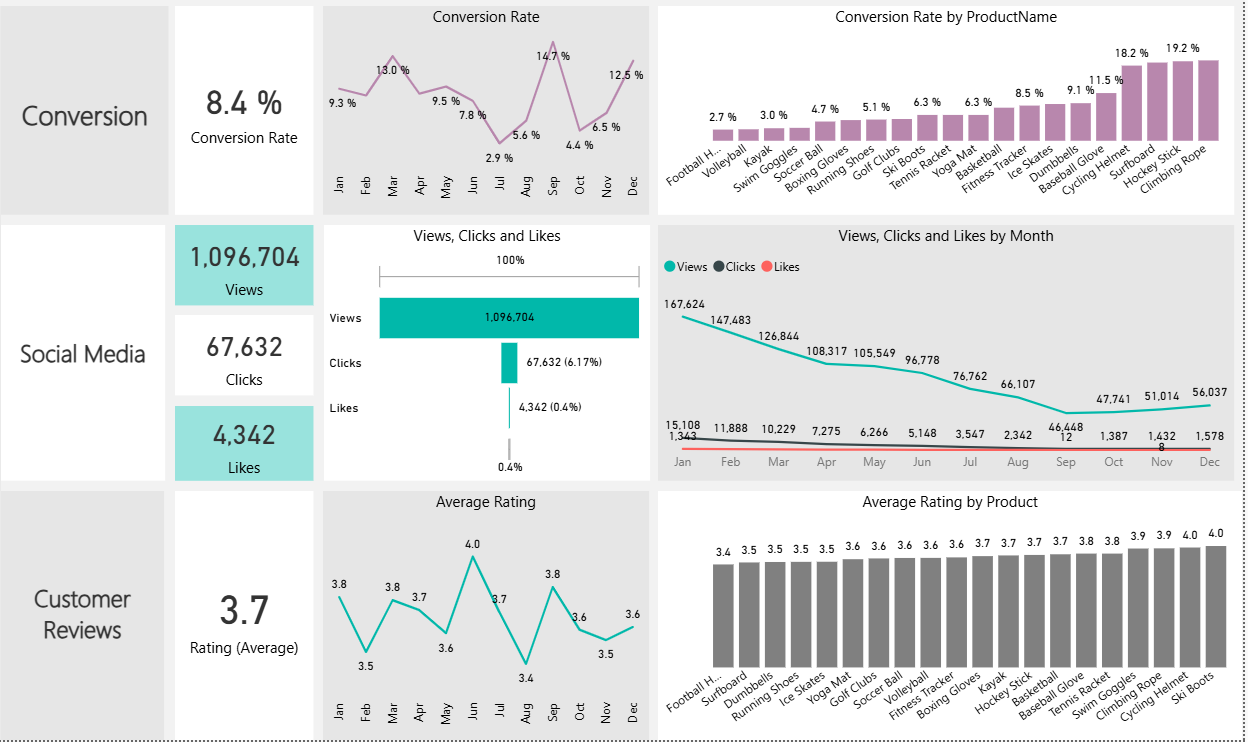 Conversion
8.4 %
Conversion Rate
Conversion Rate
9.3 %
13.0 %
9.5 %
7.8 %
2.9 %
5.6 %
14.7 %
4.4 %
6.5 %
12.5 %
Jan Feb Mar Apr May Jun Jul Aug Sep Oct Nov Dec
Conversion Rate by ProductName
2.7 % 3.0 % 4.7 % 5.1 % 6.3 % 6.3 % 8.5 % 9.1 % 11.5 % 18.2 % 19.2 %
Football H...
Volleyball
Kayak
Swim Goggles
Soccer Ball
Boxing Gloves
Running Shoes
Golf Clubs
Ski Boots
Tennis Racket
Yoga Mat
Basketball
Fitness Tracker
Ice Skates
Dumbbells
Baseball Glove
Cycling Helmet
Surfboard
Hockey Stick
Climbing Rope
Social Media
1,096,704
Views
67,632
Clicks
4,342
Likes
Views, Clicks and Likes
100%
Views 1,096,704
Clicks 67,632 (6.17%)
Likes 4,342 (0.4%)
0.4%
Views, Clicks and Likes by Month
Views Clicks Likes
167,624 147,483 126,844 108,317 105,549 96,778 76,762 66,107 46,448 47,741 51,014 56,037
15,108 11,888 10,229 7,275 6,266 5,148 3,547 2,342 12 1,387 1,432 1,578
1,343 8
Jan Feb Mar Apr May Jun Jul Aug Sep Oct Nov Dec
Customer
Reviews
3.7
Rating (Average)
Average Rating
3.8 3.5 3.8 3.7 3.6 4.0 3.7 3.4 3.8 3.6 3.5 3.6
Jan Feb Mar Apr May Jun Jul Aug Sep Oct Nov Dec
Average Rating by Product
3.4 3.5 3.5 3.5 3.5 3.6 3.6 3.6 3.6 3.6 3.7 3.7 3.7 3.7 3.8 3.8 3.9 3.9 4.0 4.0
Football H...
Surfboard
Dumbbells
Running Shoes
Ice Skates
Yoga Mat
Golf Clubs
Soccer Ball
Volleyball
Fitness Tracker
Boxing Gloves
Kayak
Hockey Stick
Basketball
Baseball Glove
Tennis Racket
Swim Goggles
Climbing Rope
Cycling Helmet
Ski Boots